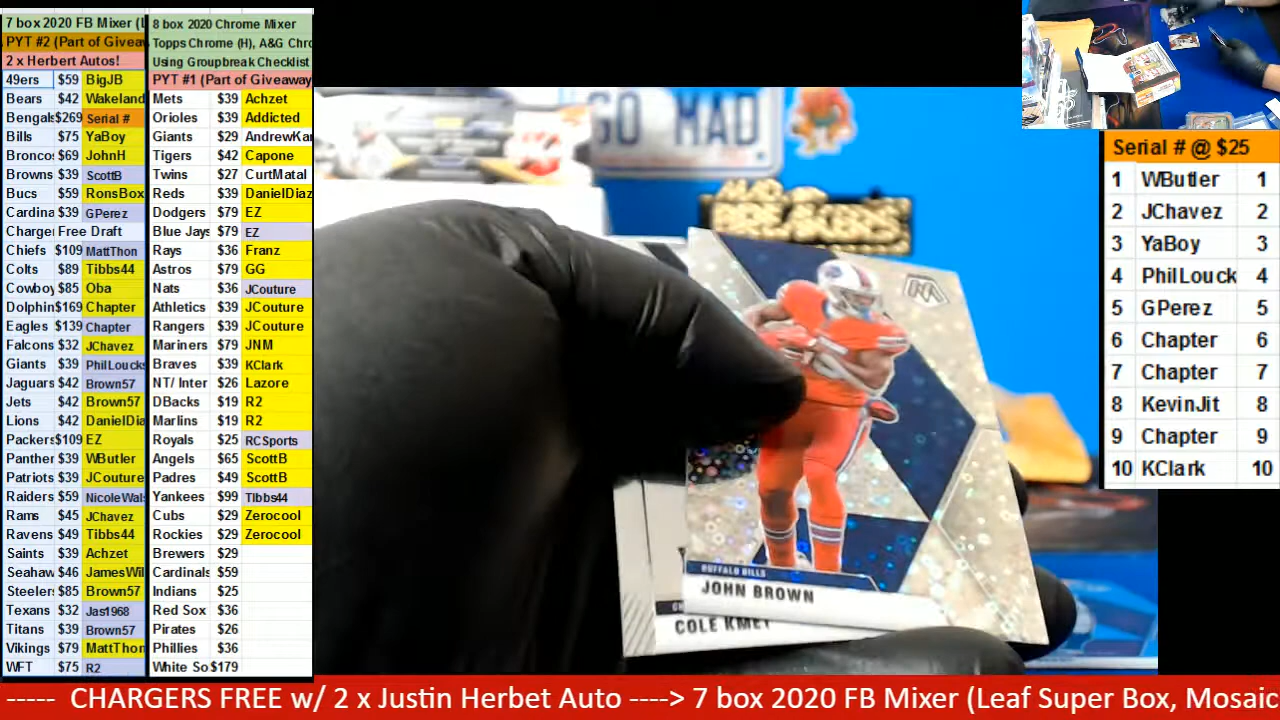 7 box 2020 FB Mixer (L
PYT #2 (Part of Giveaw
2 x Herbert Autos!
49ers $59 BigJB
Bears $42 Wakeland
Bengals $269 Serial #
Bills $75 YaBoy
Broncos $69 JohnH
Browns $39 ScottB
Bucs $59 RonsBox
Cardina $39 GPerez
Charger Free Draft
Chiefs $109 MattThon
Colts $89 Tibbs44
Cowboy $85 Oba
Dolphin $169 Chapter
Eagles $139 Chapter
Falcons $32 JChavez
Giants $39 PhilLoucks
Jaguars $42 Brown57
Jets $42 Brown57
Lions $42 DanielDia
Packers $109 EZ
Panther $39 WButler
Patriots $39 JCouture
Raiders $59 NicoleWals
Rams $45 JChavez
Ravens $49 Tibbs44
Saints $39 Achzet
Seahaw $46 JamesWil
Steelers $85 Brown57
Texans $32 Jas1968
Titans $39 Brown57
Vikings $79 MattThon
WFT $75 R2
8 box 2020 Chrome Mixer
Topps Chrome (H), A&G Chro
Using Groupbreak Checklist
PYT #1 (Part of Giveaway
Mets $39 Achzet
Orioles $39 Addicted
Giants $29 AndrewKar
Tigers $42 Capone
Twins $27 CurtMatal
Reds $39 DanielDiaz
Dodgers $79 EZ
Blue Jays $79 EZ
Rays $36 Franz
Astros $79 GG
Nats $36 JCouture
Athletics $39 JCouture
Rangers $39 JCouture
Mariners $79 JNM
Braves $39 KClark
NT/ Inter $26 Lazore
DBacks $19 R2
Marlins $19 R2
Royals $25 RCSports
Angels $65 ScottB
Padres $49 ScottB
Yankees $99 TIbbs44
Cubs $29 Zerocool
Rockies $29 Zerocool
Brewers $29
Cardinals $59
Indians $25
Red Sox $36
Pirates $26
Phillies $36
White So $179
GO MAD
BUFFALO BILLS
JOHN BROWN
COLE KMET
Serial # @ $25
1 WButler 1
2 JChavez 2
3 YaBoy 3
4 PhilLouck 4
5 GPerez 5
6 Chapter 6
7 Chapter 7
8 KevinJit 8
9 Chapter 9
10 KClark 10
----- CHARGERS FREE w/ 2 x Justin Herbet Auto ----> 7 box 2020 FB Mixer (Leaf Super Box, Mosaic